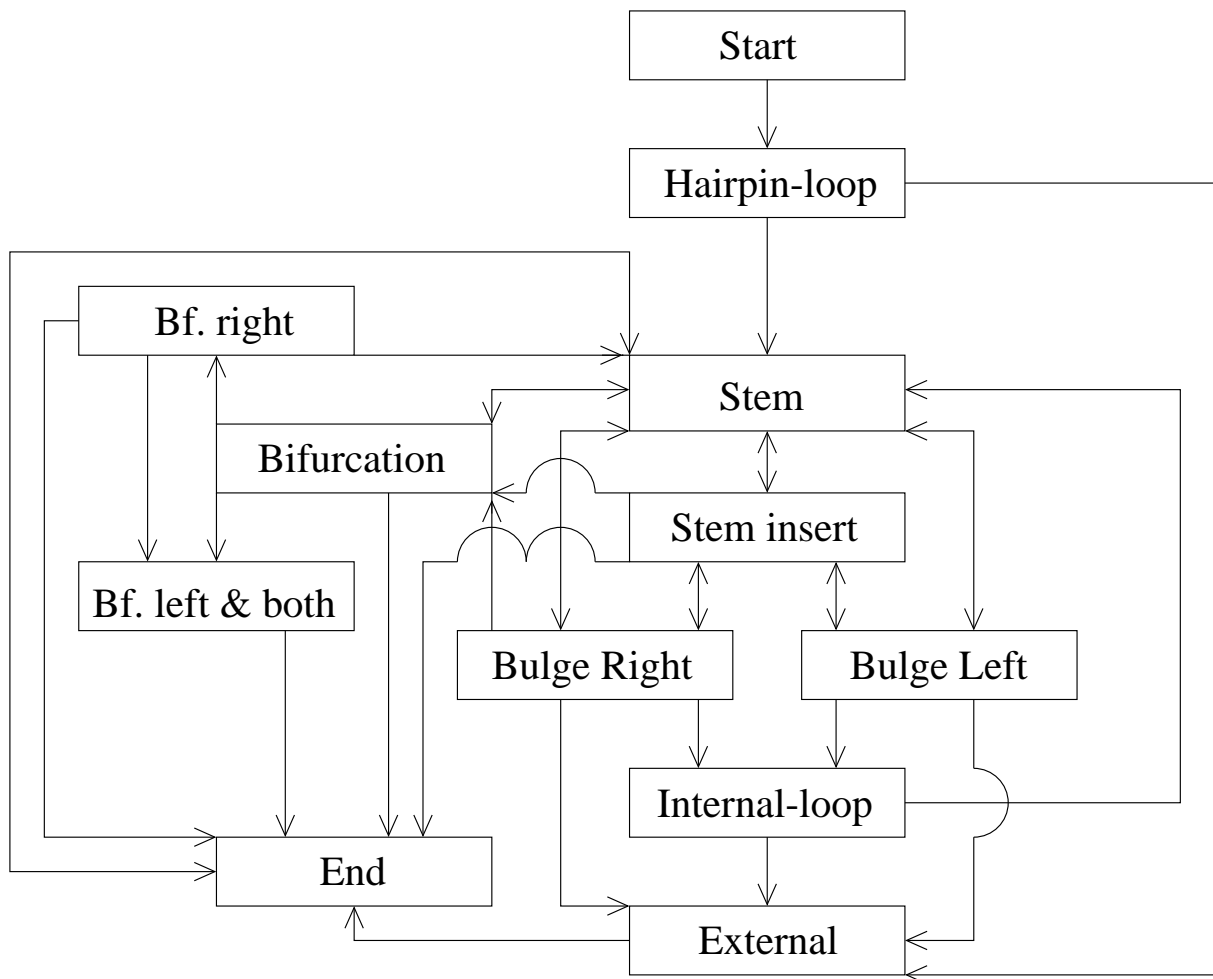 Start
Hairpin-loop
Bf. right
Stem
Bifurcation
Stem insert
Bf. left & both
Bulge Right
Bulge Left
Internal-loop
End
External